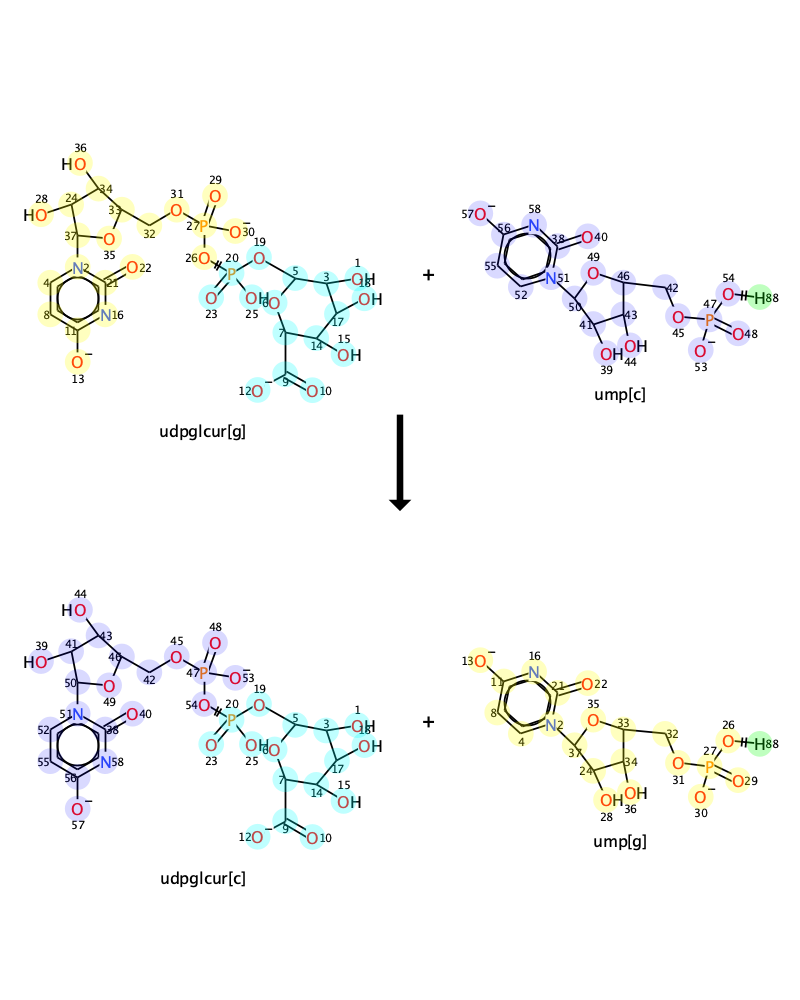 36
HO
34
28
24
HO
33
31
29
O
O
27
P
O
−
30
32
37
O
35
26
O
20
P
19
O
5
3
1
OH
18
OH
4
N
2
O
22
21
8
N
16
11
O
−
13
O
23
OH
25
O
6
17
7
14
15
OH
9
12
O
−
O
10
udpglcur[g]
+
57
O
−
58
N
56
38
O
40
55
N
51
52
49
O
46
42
50
41
43
OH
39
OH
44
O
45
47
P
54
O
H
88
O
48
O
−
53
ump[c]
44
HO
43
39
41
HO
46
45
48
O
O
47
P
O
−
53
42
50
O
49
54
O
20
P
19
O
5
3
1
OH
18
OH
52
N
51
O
40
38
55
N
58
56
O
−
57
O
23
OH
25
O
6
17
7
14
15
OH
9
12
O
−
O
10
udpglcur[c]
+
13
O
−
16
N
11
21
O
22
8
N
2
4
35
O
33
32
37
24
34
OH
28
OH
36
O
31
27
P
26
O
H
88
O
29
O
−
30
ump[g]